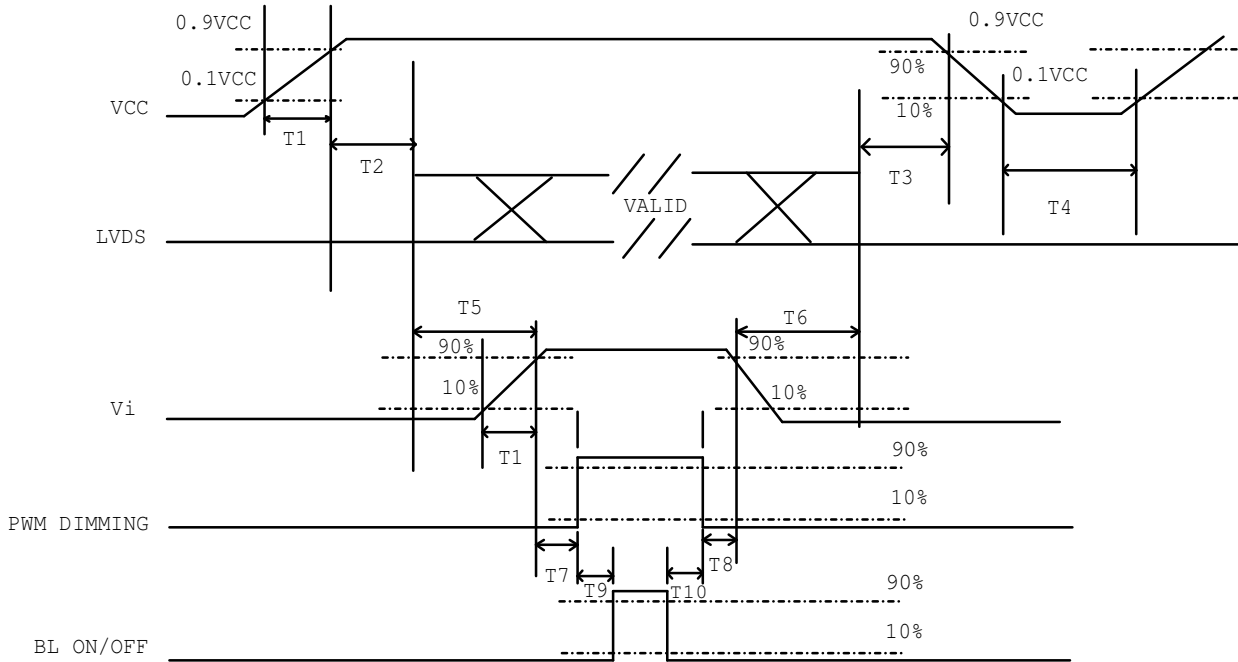 0.9VCC
0.9VCC
90%
0.1VCC
0.1VCC
VCC
10%
T1
T2
T3
VALID
T4
LVDS
T5
T6
90%
90%
10%
10%
Vi
T1
90%
10%
PWM DIMMING
T7
T8
T9
T10
90%
10%
BL ON/OFF